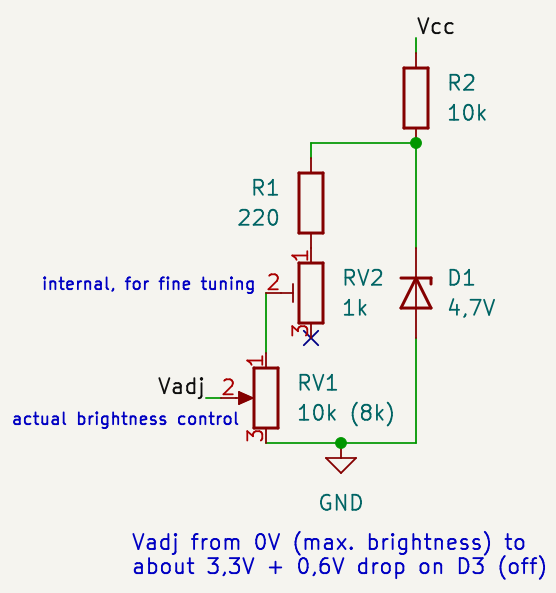 Vcc
R2
10k
R1
220
1
internal, for fine tuning
2
RV2
1k
3
D1
4,7V
1
Vadj
2
RV1
10k (8k)
actual brightness control
3
GND
Vadj from 0V (max. brightness) to
about 3,3V + 0,6V drop on D3 (off)